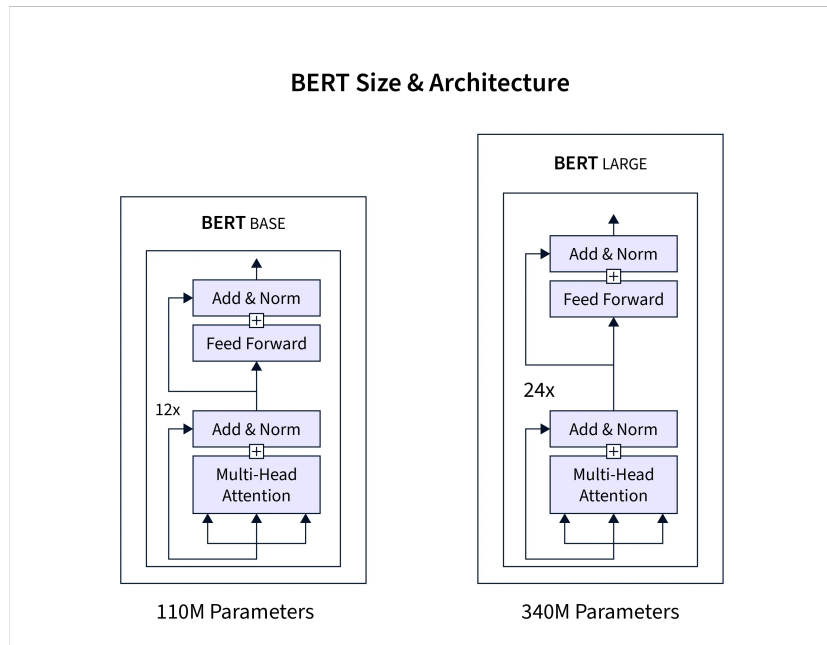 BERT Size & Architecture
BERT BASE
Add & Norm
+
Feed Forward
12x
Add & Norm
+
Multi-Head
Attention
110M Parameters
BERT LARGE
Add & Norm
+
Feed Forward
24x
Add & Norm
+
Multi-Head
Attention
340M Parameters